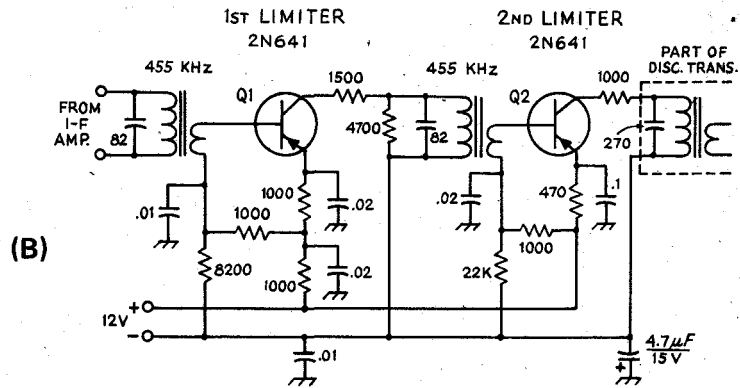 1ST LIMITER
2N641
2ND LIMITER
2N641
PART OF
DISC. TRANS.
455 KHz
Q1
1500
455 KHz
Q2
1000
FROM
I-F
AMP.
82
4700
82
270
.01
1000
1000
.02
.02
470
.1
(B)
8200
1000
.02
22K
1000
+
12V
-
.01
4.7µF
15V
+